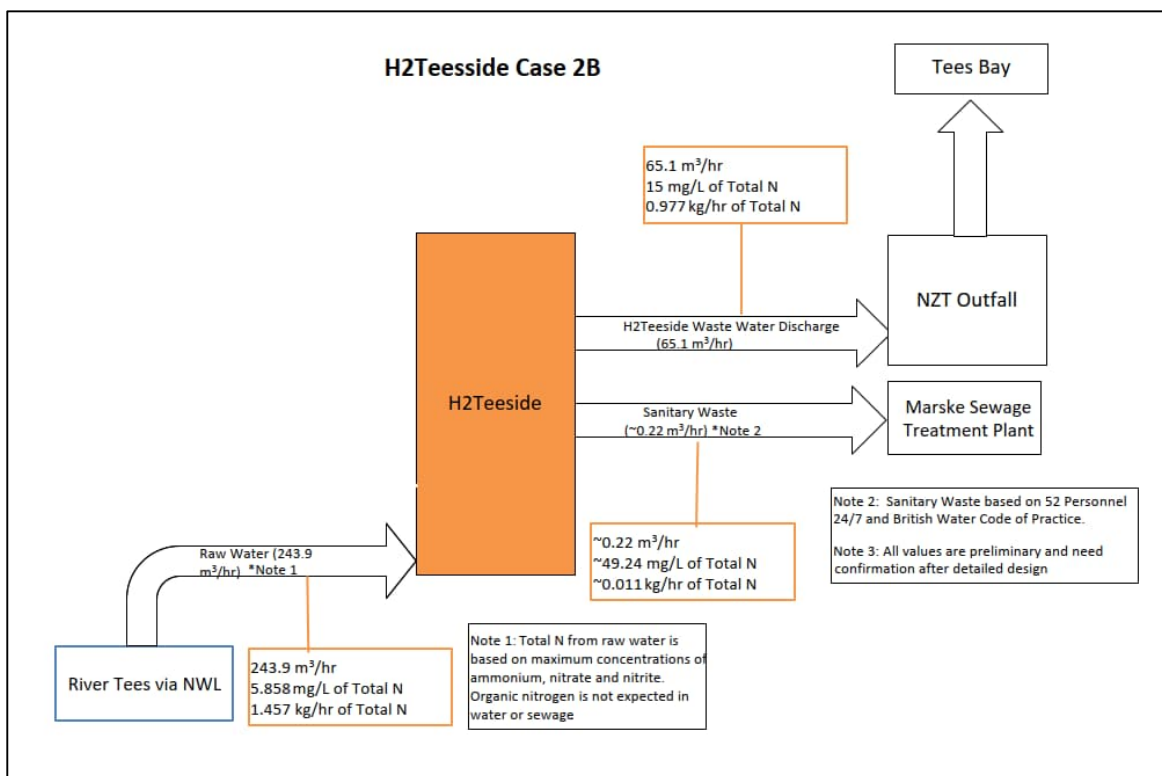 H2Teesside Case 2B
Tees Bay
65.1 m³/hr
15 mg/L of Total N
0.977 kg/hr of Total N
NZT Outfall
H2Teeside Waste Water Discharge
(65.1 m³/hr)
H2Teeside
Sanitary Waste
(~0.22 m³/hr) *Note 2
Marske Sewage
Treatment Plant
Note 2: Sanitary Waste based on 52 Personnel
24/7 and British Water Code of Practice.
Note 3: All values are preliminary and need
confirmation after detailed design
~0.22 m³/hr
~49.24 mg/L of Total N
~0.011 kg/hr of Total N
Raw Water (243.9
m³/hr) *Note 1
River Tees via NWL
243.9 m³/hr
5.858 mg/L of Total N
1.457 kg/hr of Total N
Note 1: Total N from raw water is
based on maximum concentrations of
ammonium, nitrate and nitrite.
Organic nitrogen is not expected in
water or sewage